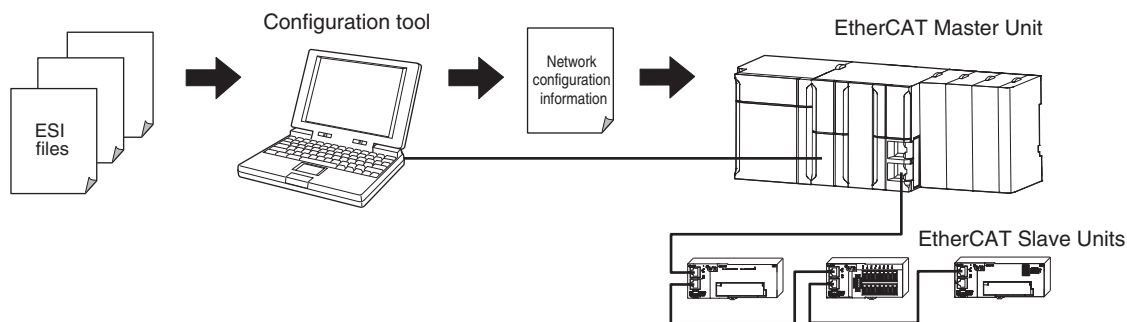 Configuration tool
EtherCAT Master Unit
Network
configuration
information
ESI
files
EtherCAT Slave Units